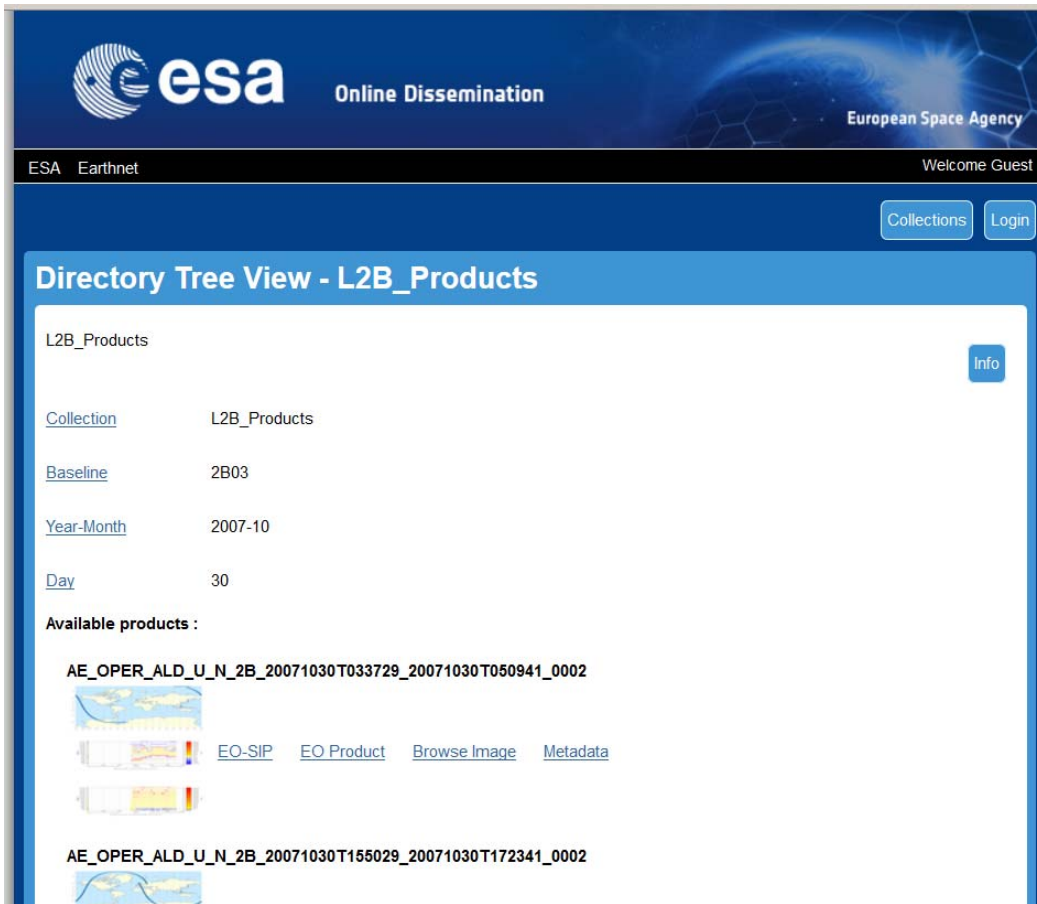 esa
Online Dissemination
European Space Agency
ESA Earthnet Welcome Guest
Collections Login
Directory Tree View - L2B_Products
L2B_Products
Info
Collection L2B_Products
Baseline 2B03
Year-Month 2007-10
Day 30
Available products :
AE_OPER_ALD_U_N_2B_20071030T033729_20071030T050941_0002
EO-SIP EO Product Browse Image Metadata
AE_OPER_ALD_U_N_2B_20071030T155029_20071030T172341_0002